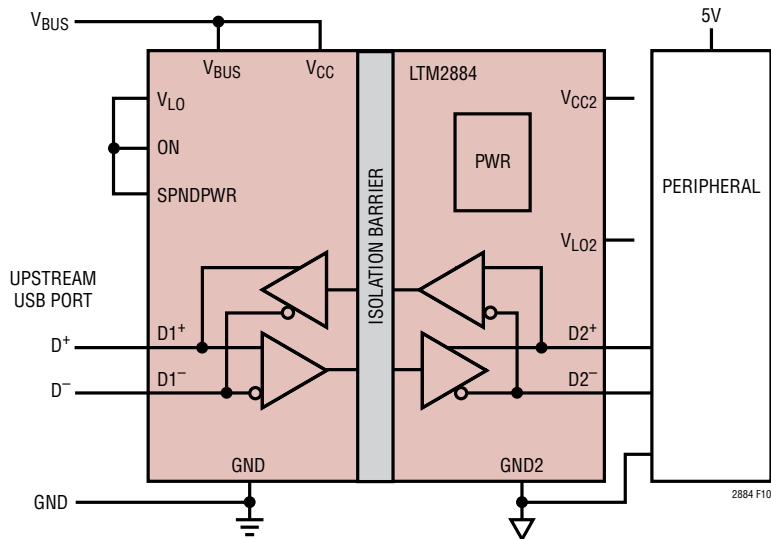 V_BUS
5V
V_BUS
V_CC
LTM2884
V_LO
V_CC2
ON
PWR
SPNDPWR
PERIPHERAL
ISOLATION BARRIER
V_LO2
UPSTREAM
USB PORT
D⁺
D1⁺
D2⁺
D⁻
D1⁻
D2⁻
GND
GND2
GND
2884 F10